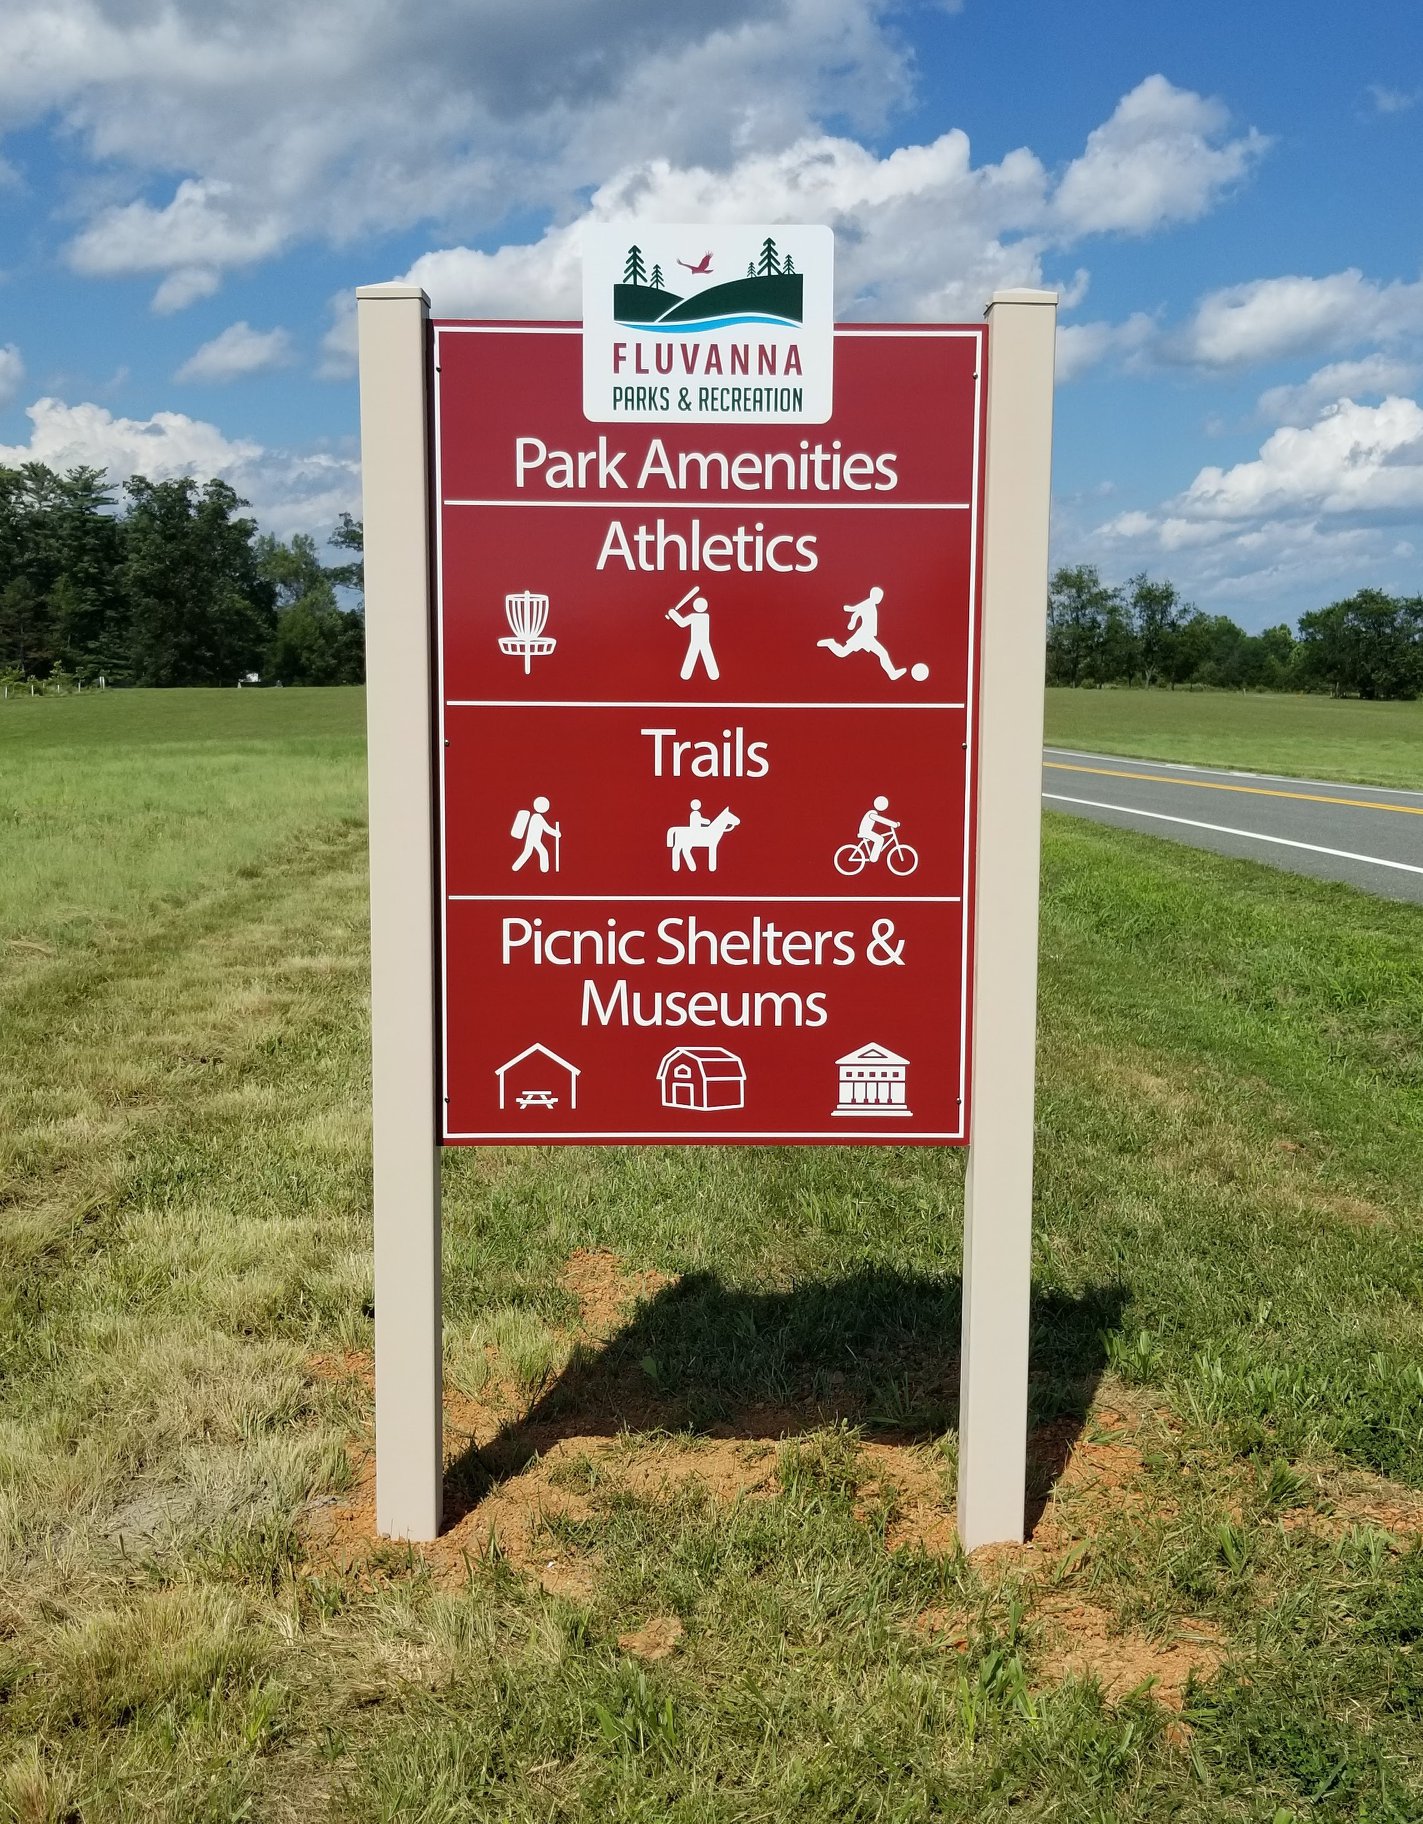 FLUVANNA
PARKS & RECREATION
Park Amenities
Athletics
Trails
Picnic Shelters &
Museums